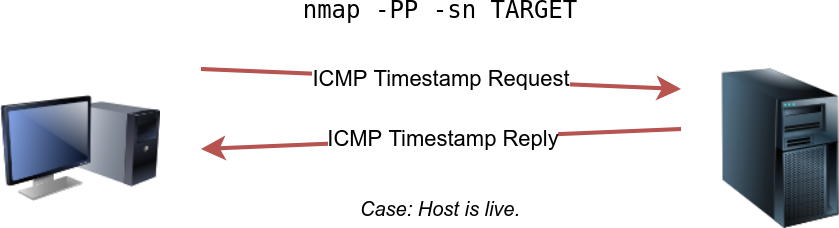 nmap -PP -sn TARGET
ICMP Timestamp Request
ICMP Timestamp Reply
Case: Host is live.